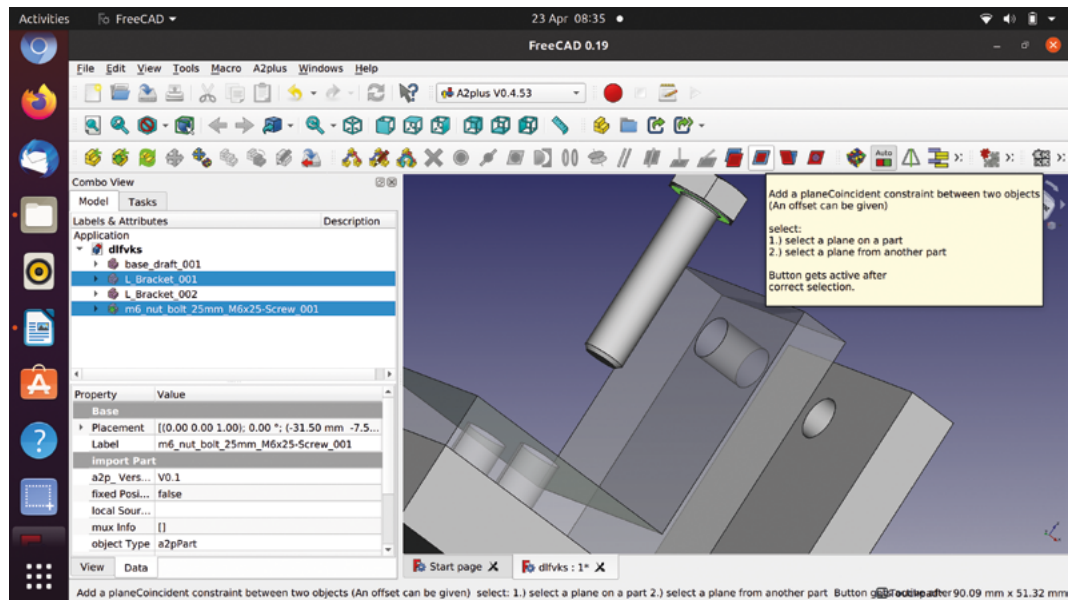 Activities FreeCAD 23 Apr 08:35
FreeCAD 0.19
File Edit View Tools Macro A2plus Windows Help
A2plus V0.4.53
Auto
Combo View
Model Tasks
Labels & Attributes Description
Application
dlfvks
base_draft_001
L_Bracket_001
L_Bracket_002
m6_nut_bolt_25mm_M6x25-Screw_001
Add a planeCoincident constraint between two objects
(An offset can be given)
select:
1.) select a plane on a part
2.) select a plane from another part
Button gets active after
correct selection.
Property Value
Base
Placement [(0.00 0.00 1.00); 0.00 °; (-31.50 mm -7.5...
Label m6_nut_bolt_25mm_M6x25-Screw_001
import Part
a2p_ Vers... V0.1
fixed Posi... false
local Sour...
mux Info []
object Type a2pPart
View Data
Start page dlfvks : 1*
Add a planeCoincident constraint between two objects (An offset can be given) select: 1.) select a plane on a part 2.) select a plane from another part Button 90.09 mm x 51.32 mm